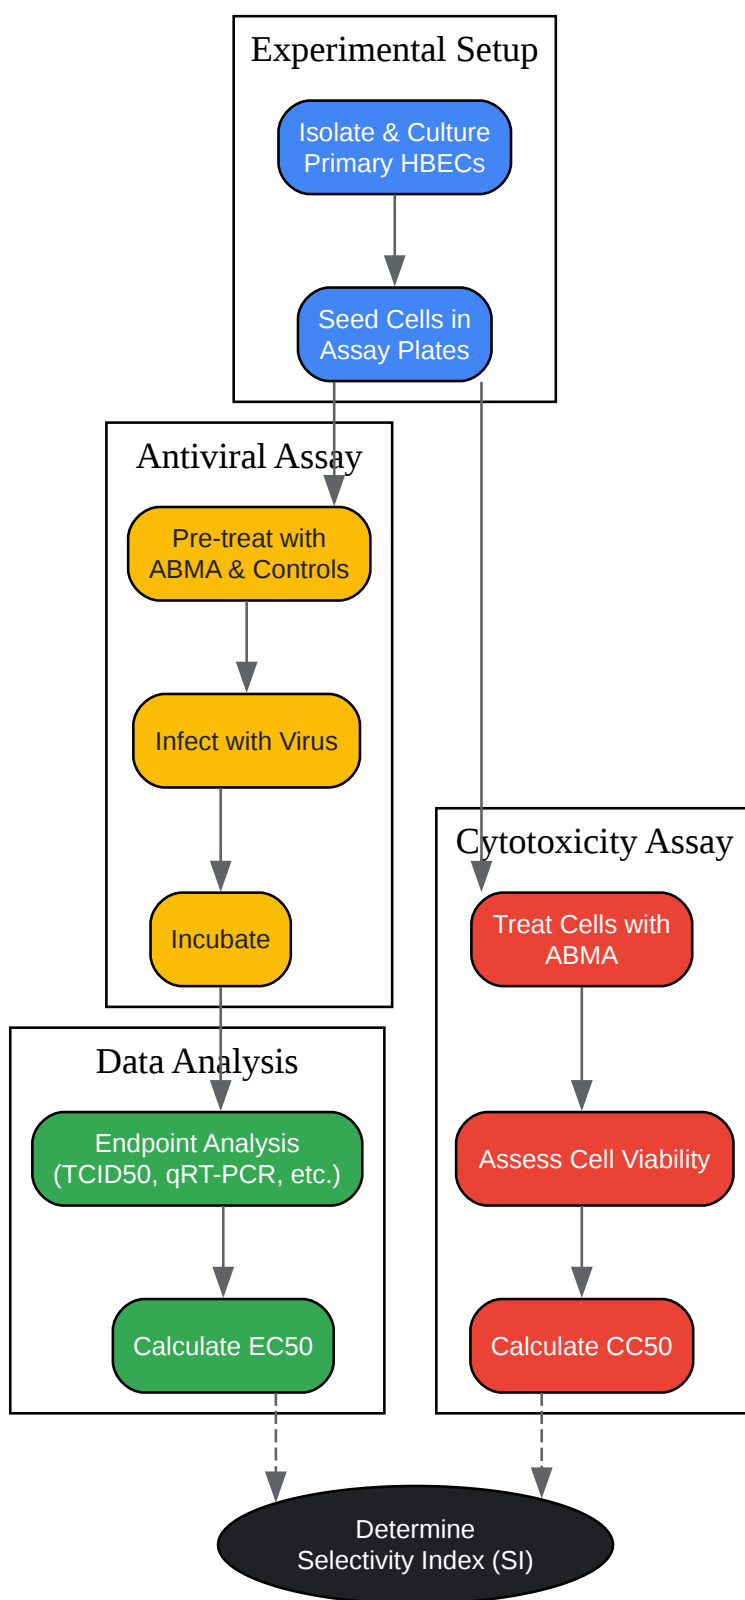 Experimental Setup
Isolate & Culture
Primary HBECs
Seed Cells in
Assay Plates
Antiviral Assay
Pre-treat with
ABMA & Controls
Infect with Virus
Incubate
Data Analysis
Endpoint Analysis
(TCID50, qRT-PCR, etc.)
Calculate EC50
Cytotoxicity Assay
Treat Cells with
ABMA
Assess Cell Viability
Calculate CC50
Determine
Selectivity Index (SI)